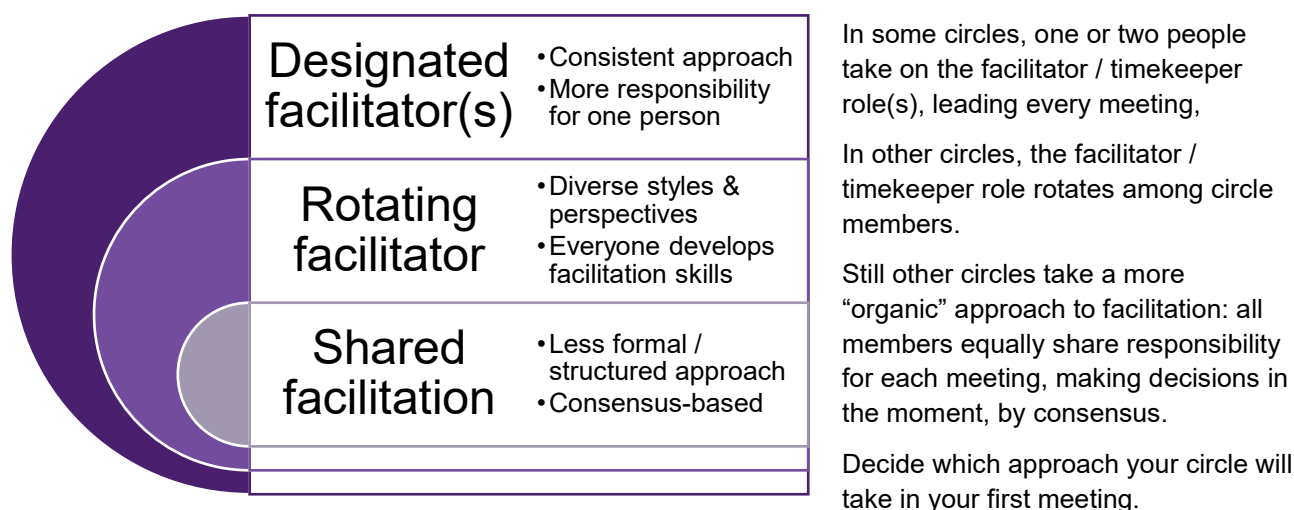 Designated
facilitator(s)
•Consistent approach
•More responsibility
for one person
Rotating
facilitator
•Diverse styles &
perspectives
•Everyone develops
facilitation skills
Shared
facilitation
•Less formal /
structured approach
•Consensus-based
In some circles, one or two people
take on the facilitator / timekeeper
role(s), leading every meeting,
In other circles, the facilitator /
timekeeper role rotates among circle
members.
Still other circles take a more
“organic” approach to facilitation: all
members equally share responsibility
for each meeting, making decisions in
the moment, by consensus.
Decide which approach your circle will
take in your first meeting.